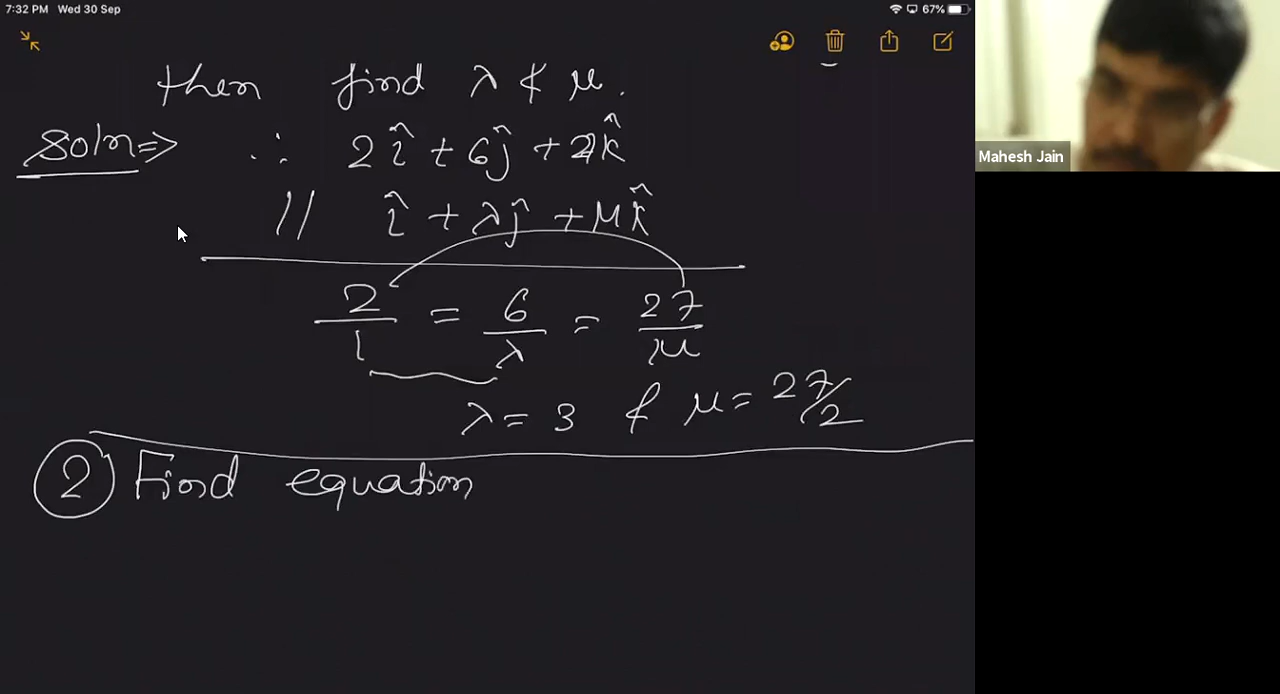 7:32 PM Wed 30 Sep
67%
then find λ & μ.
Soln⇒ ∴ 2î + 6ĵ + 27k̂
// î + λĵ + μk̂
2/1 = 6/λ = 27/μ
λ = 3 & μ = 27/2
② Find equation
Mahesh Jain